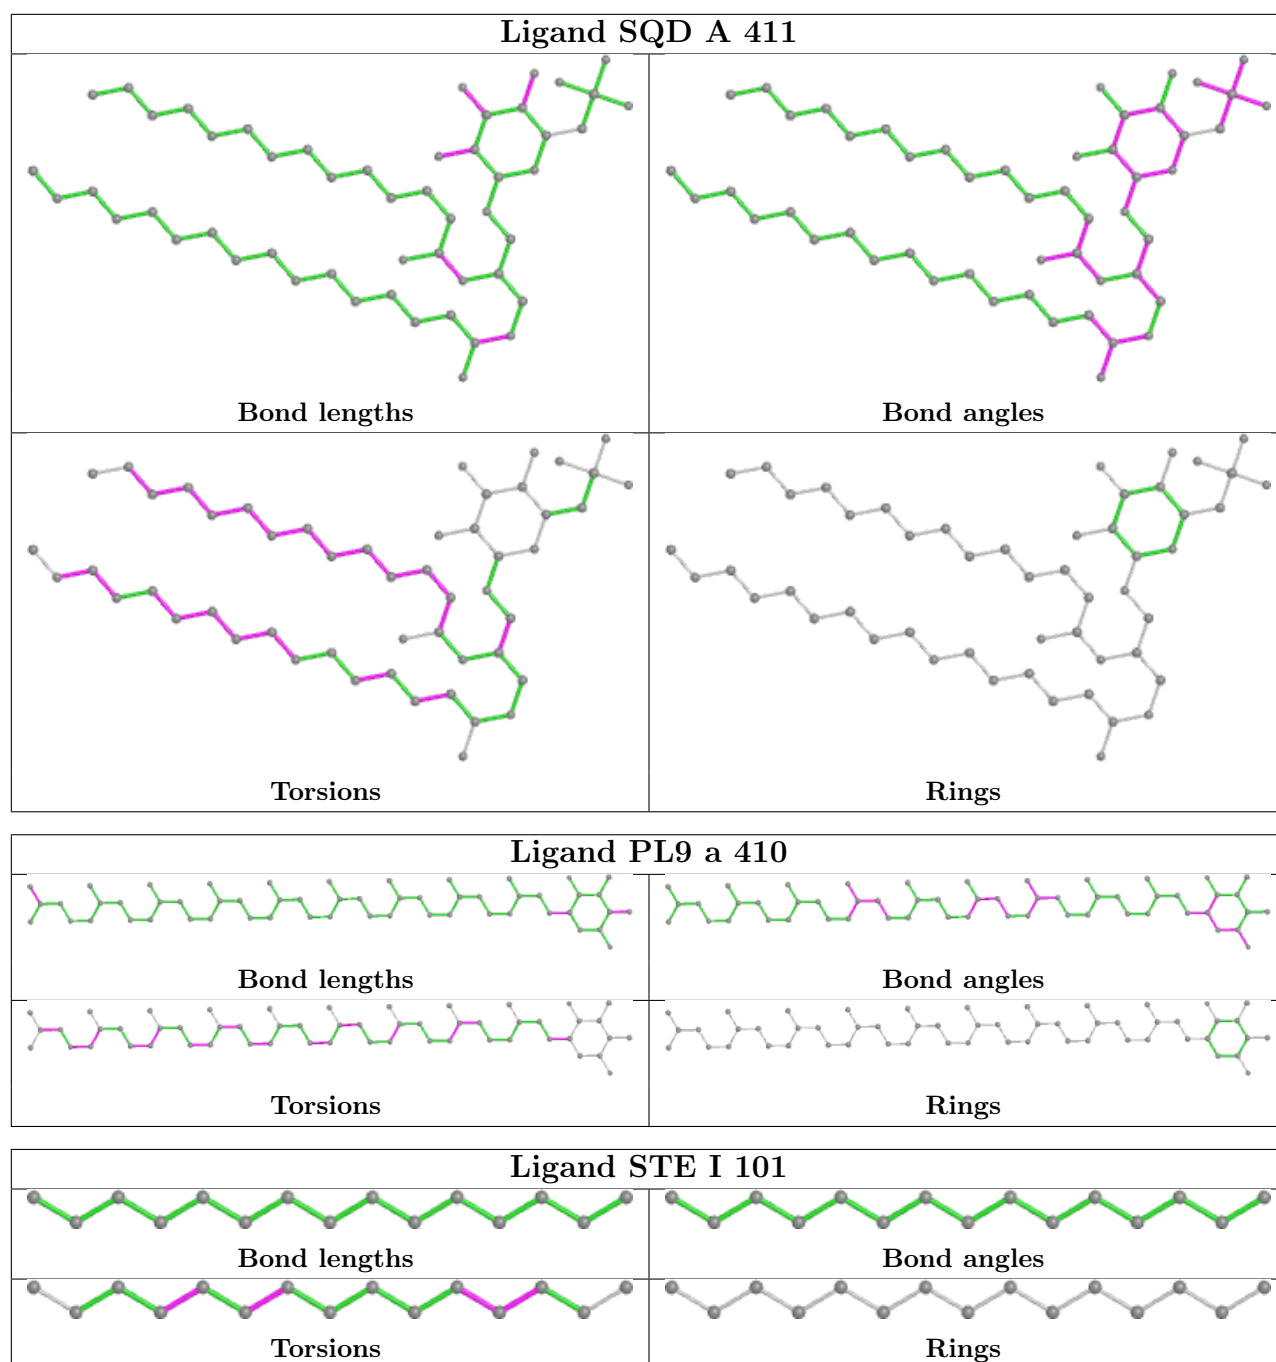 Ligand SQD A 411
Bond lengths
Bond angles
Torsions
Rings
Ligand PL9 a 410
Bond lengths
Bond angles
Torsions
Rings
Ligand STE I 101
Bond lengths
Bond angles
Torsions
Rings